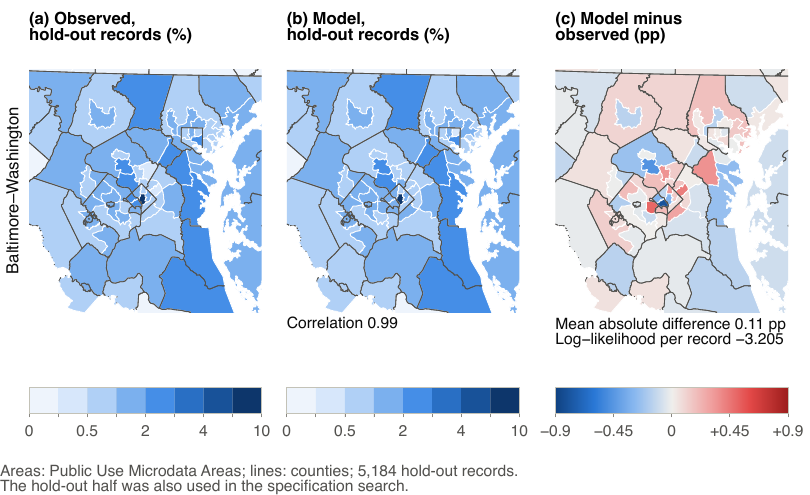 (a) Observed,
hold-out records (%)
(b) Model,
hold-out records (%)
(c) Model minus
observed (pp)
Baltimore−Washington
Correlation 0.99
Mean absolute difference 0.11 pp
Log−likelihood per record −3.205
0 0.5 2 4 10
0 0.5 2 4 10
−0.9 −0.45 0 +0.45 +0.9
Areas: Public Use Microdata Areas; lines: counties; 5,184 hold-out records.
The hold-out half was also used in the specification search.